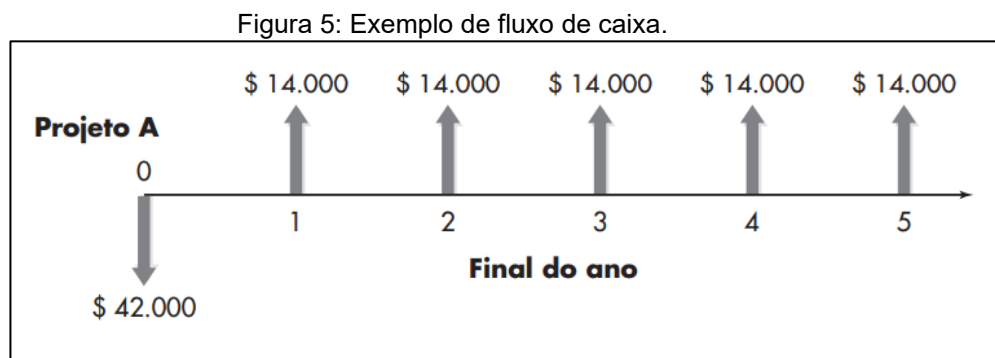 Figura 5: Exemplo de fluxo de caixa.
$ 14.000 $ 14.000 $ 14.000 $ 14.000 $ 14.000
Projeto A
0
1 2 3 4 5
Final do ano
$ 42.000